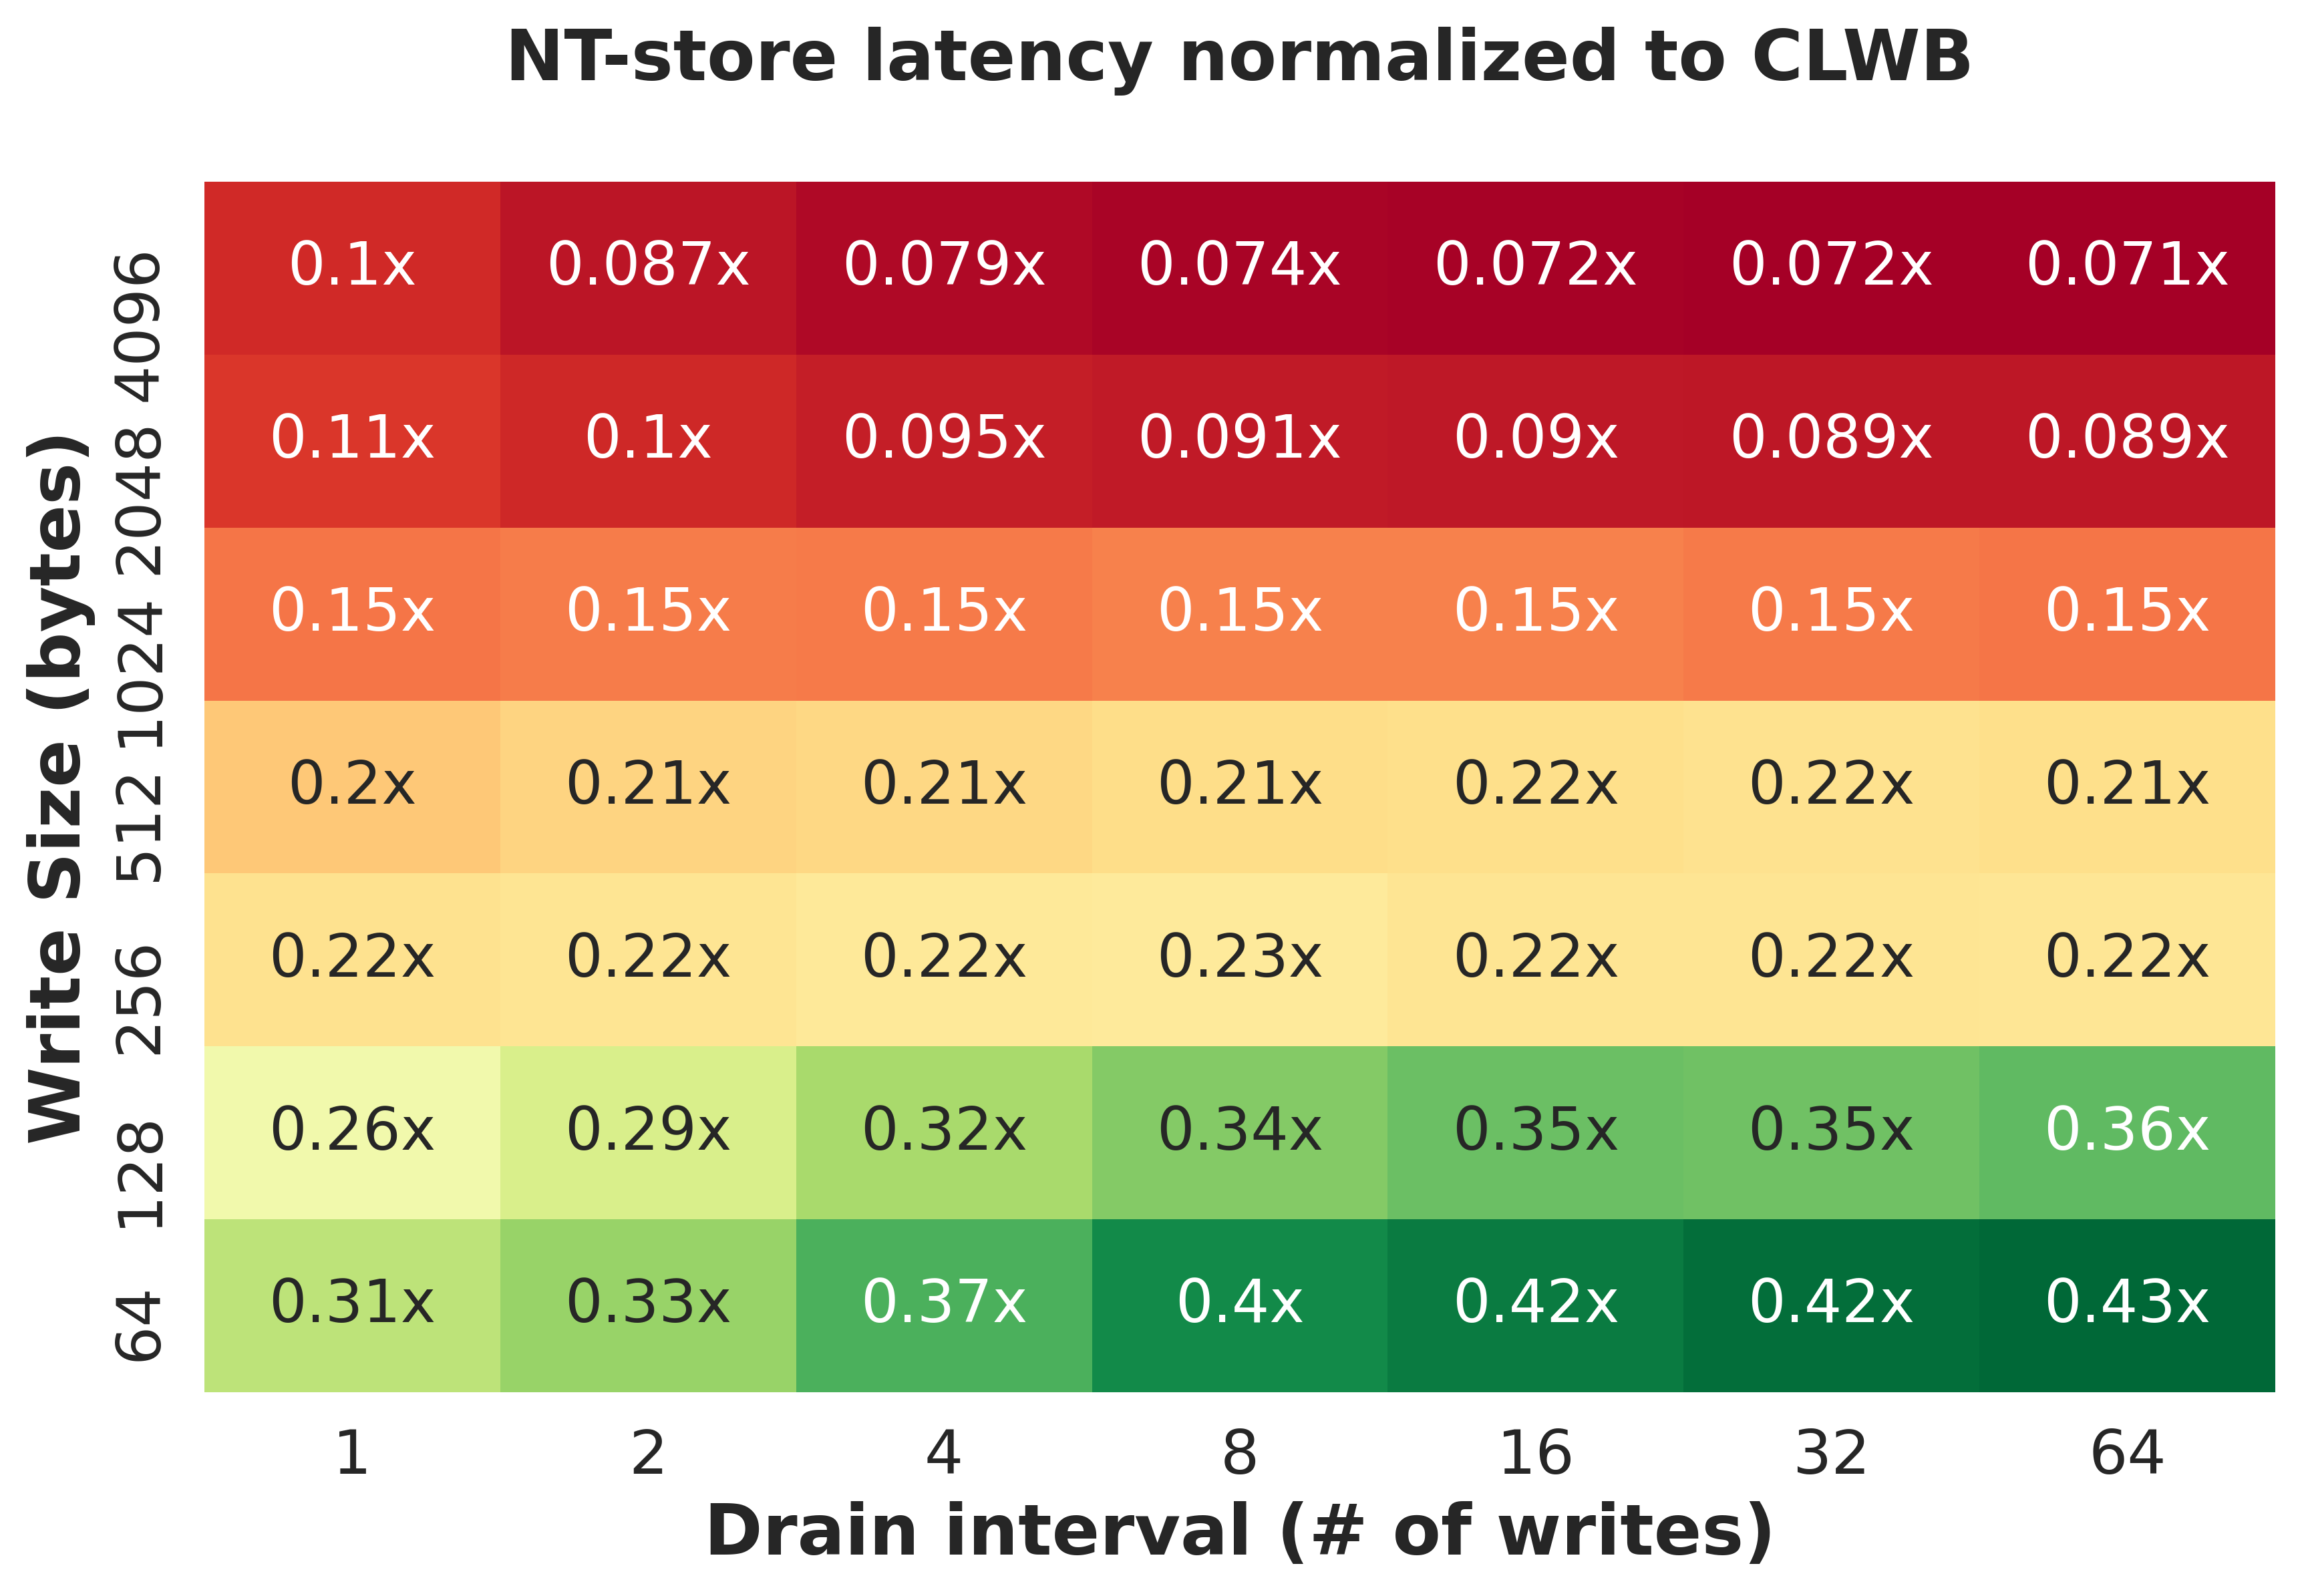 NT-store latency normalized to CLWB
Write Size (bytes)
4096 0.1x 0.087x 0.079x 0.074x 0.072x 0.072x 0.071x
2048 0.11x 0.1x 0.095x 0.091x 0.09x 0.089x 0.089x
1024 0.15x 0.15x 0.15x 0.15x 0.15x 0.15x 0.15x
512 0.2x 0.21x 0.21x 0.21x 0.22x 0.22x 0.21x
256 0.22x 0.22x 0.22x 0.23x 0.22x 0.22x 0.22x
128 0.26x 0.29x 0.32x 0.34x 0.35x 0.35x 0.36x
64 0.31x 0.33x 0.37x 0.4x 0.42x 0.42x 0.43x
1 2 4 8 16 32 64
Drain interval (# of writes)